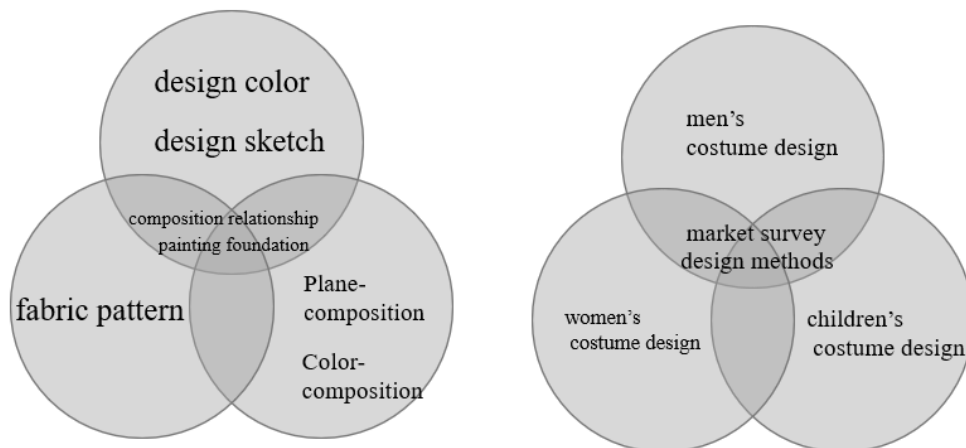 design color
design sketch
composition relationship
painting foundation
fabric pattern
Plane-
composition
Color-
composition
men's
costume design
market survey
design methods
women's
costume design
children's
costume design